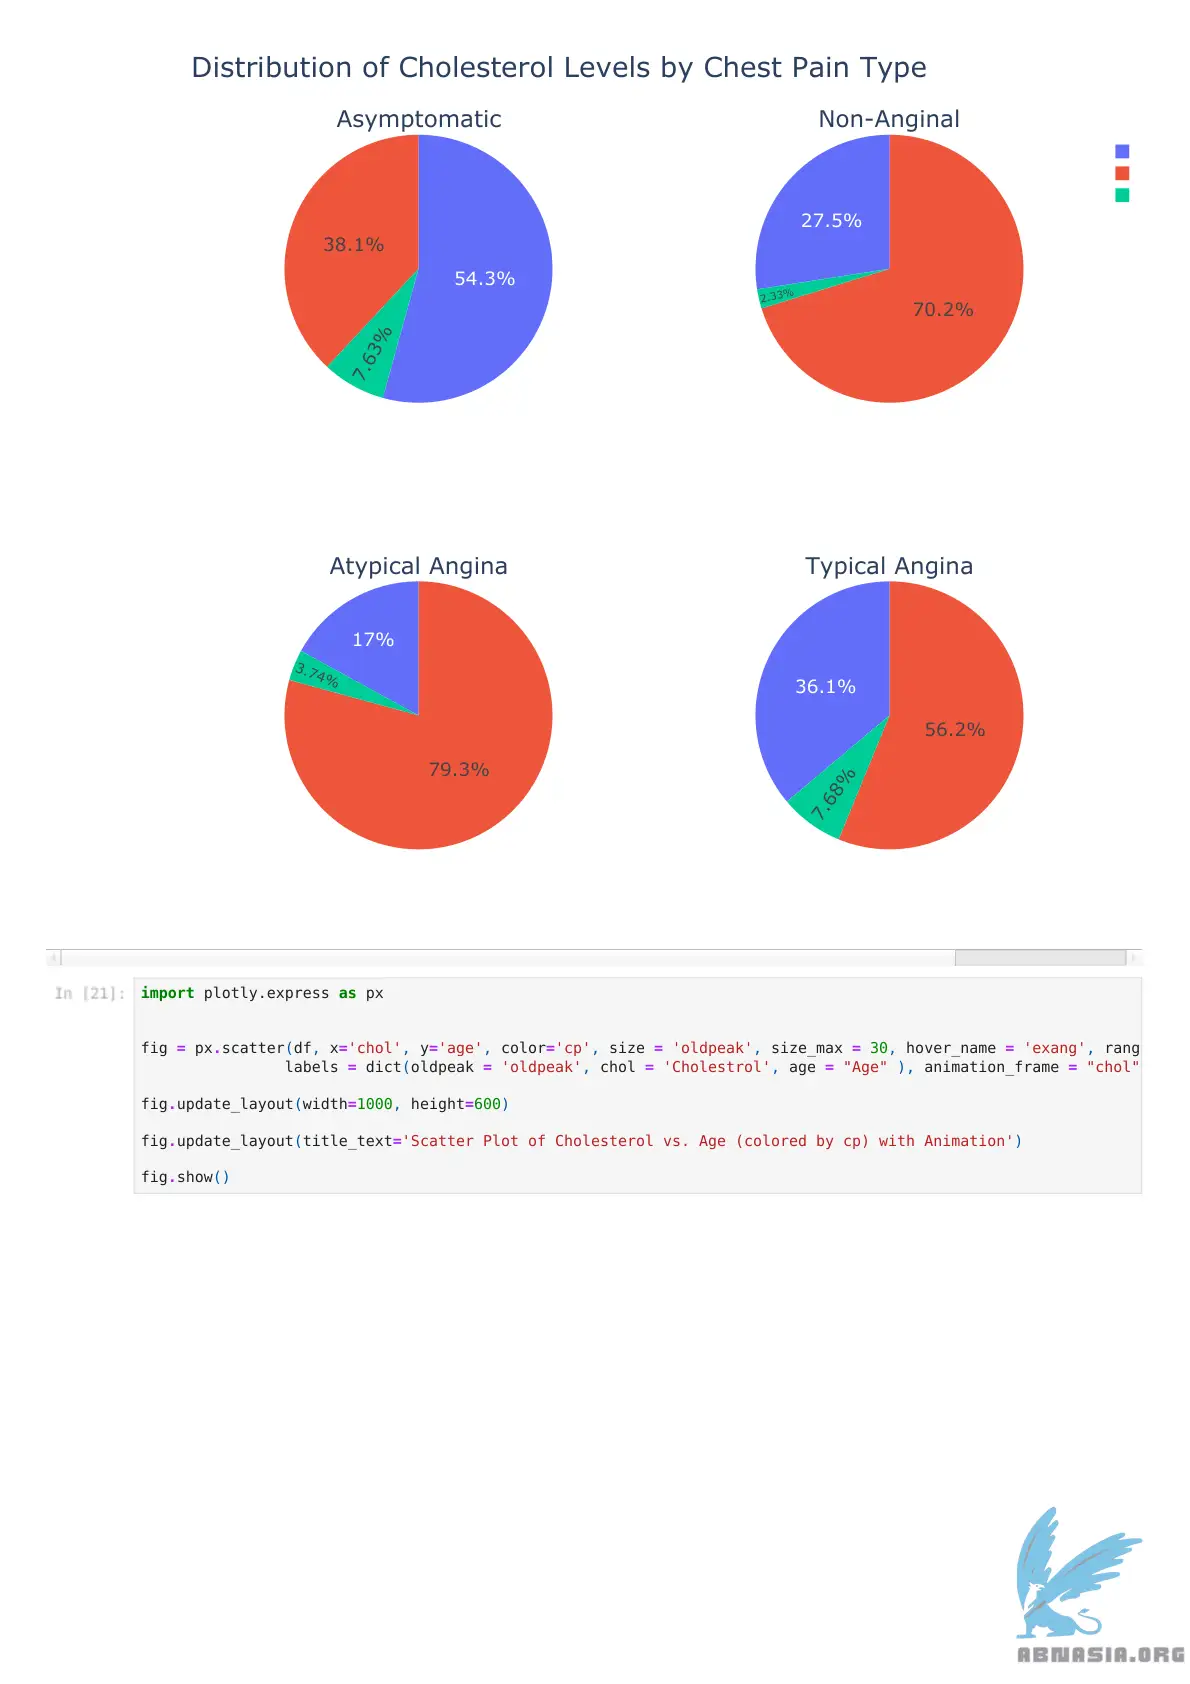 Distribution of Cholesterol Levels by Chest Pain Type
Asymptomatic
Non-Anginal
38.1%
54.3%
7.63%
27.5%
2.33%
70.2%
Atypical Angina
Typical Angina
17%
3.74%
79.3%
36.1%
56.2%
7.68%
In [21]:
import plotly.express as px
fig = px.scatter(df, x='chol', y='age', color='cp', size = 'oldpeak', size_max = 30, hover_name = 'exang', rang
labels = dict(oldpeak = 'oldpeak', chol = 'Cholestrol', age = "Age" ), animation_frame = "chol"
fig.update_layout(width=1000, height=600)
fig.update_layout(title_text='Scatter Plot of Cholesterol vs. Age (colored by cp) with Animation')
fig.show()
ABNASIA.ORG